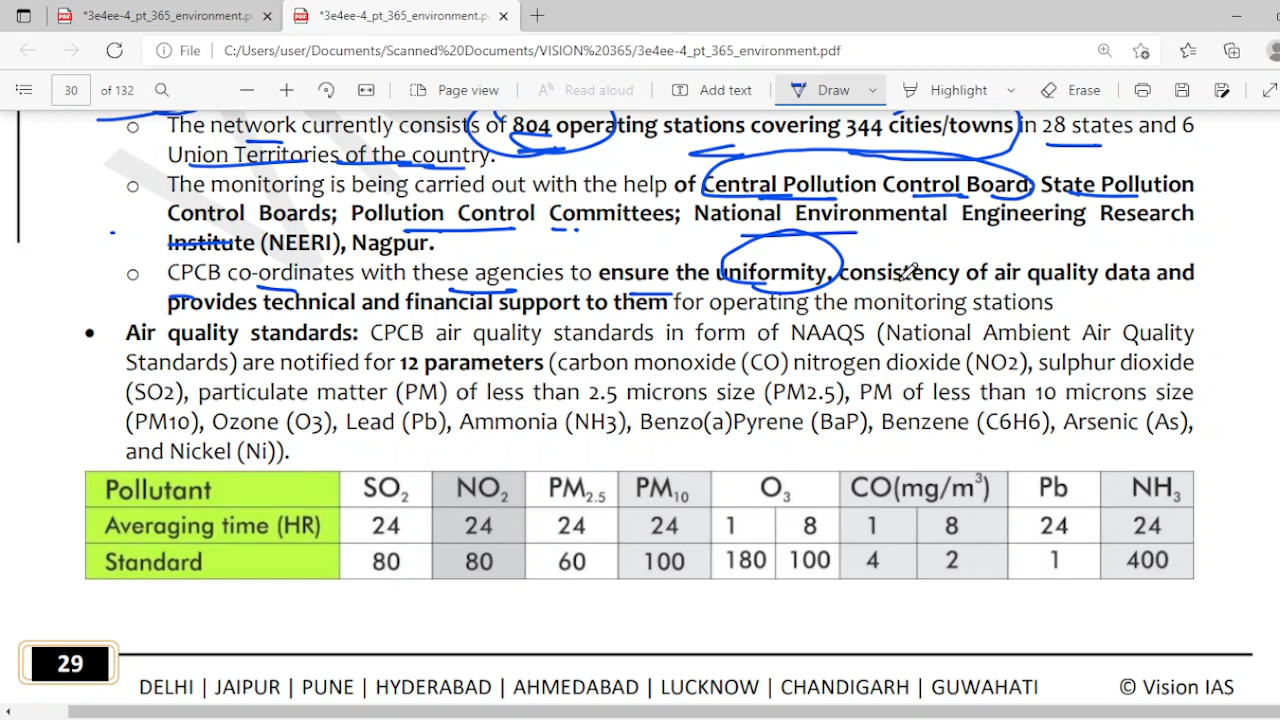 *3e4ee-4_pt_365_environment.p
*3e4ee-4_pt_365_environment.pdf
File C:/Users/user/Documents/Scanned%20Documents/VISION%20365/3e4ee-4_pt_365_environment.pdf
30 of 132 Page view Read aloud Add text Draw Highlight Erase
The network currently consists of 804 operating stations covering 344 cities/towns in 28 states and 6
Union Territories of the country.
The monitoring is being carried out with the help of Central Pollution Control Board; State Pollution
Control Boards; Pollution Control Committees; National Environmental Engineering Research
Institute (NEERI), Nagpur.
CPCB co-ordinates with these agencies to ensure the uniformity, consistency of air quality data and
provides technical and financial support to them for operating the monitoring stations
Air quality standards: CPCB air quality standards in form of NAAQS (National Ambient Air Quality
Standards) are notified for 12 parameters (carbon monoxide (CO) nitrogen dioxide (NO2), sulphur dioxide
(SO2), particulate matter (PM) of less than 2.5 microns size (PM2.5), PM of less than 10 microns size
(PM10), Ozone (O3), Lead (Pb), Ammonia (NH3), Benzo(a)Pyrene (BaP), Benzene (C6H6), Arsenic (As),
and Nickel (Ni)).
Pollutant SO2 NO2 PM2.5 PM10 O3 CO(mg/m3) Pb NH3
Averaging time (HR) 24 24 24 24 1 8 1 8 24 24
Standard 80 80 60 100 180 100 4 2 1 400
29
DELHI | JAIPUR | PUNE | HYDERABAD | AHMEDABAD | LUCKNOW | CHANDIGARH | GUWAHATI © Vision IAS